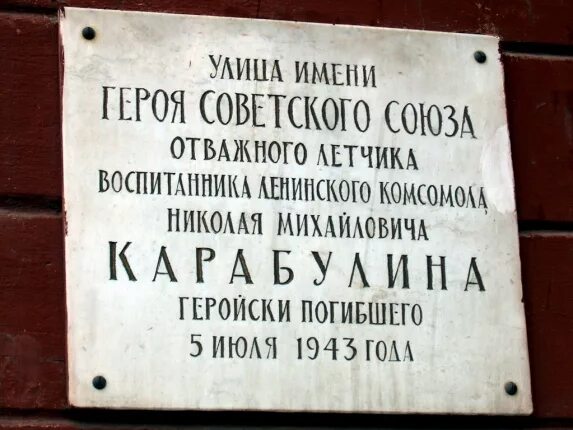 УЛИЦА ИМЕНИ
ГЕРОЯ СОВЕТСКОГО СОЮЗА
ОТВАЖНОГО ЛЕТЧИКА
ВОСПИТАННИКА ЛЕНИНСКОГО КОМСОМОЛА
НИКОЛАЯ МИХАЙЛОВИЧА
КАРАБУЛИНА
ГЕРОЙСКИ ПОГИБШЕГО
5 ИЮЛЯ 1943 ГОДА